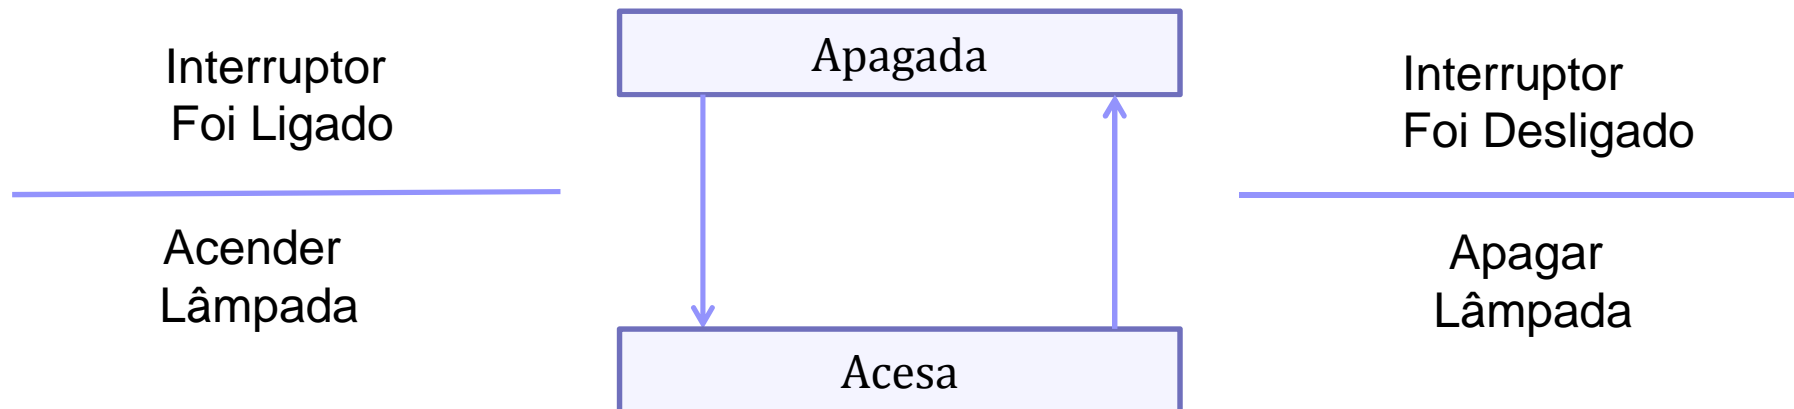 Interruptor
Foi Ligado
Acender
Lâmpada
Apagada
Acesa
Interruptor
Foi Desligado
Apagar
Lâmpada